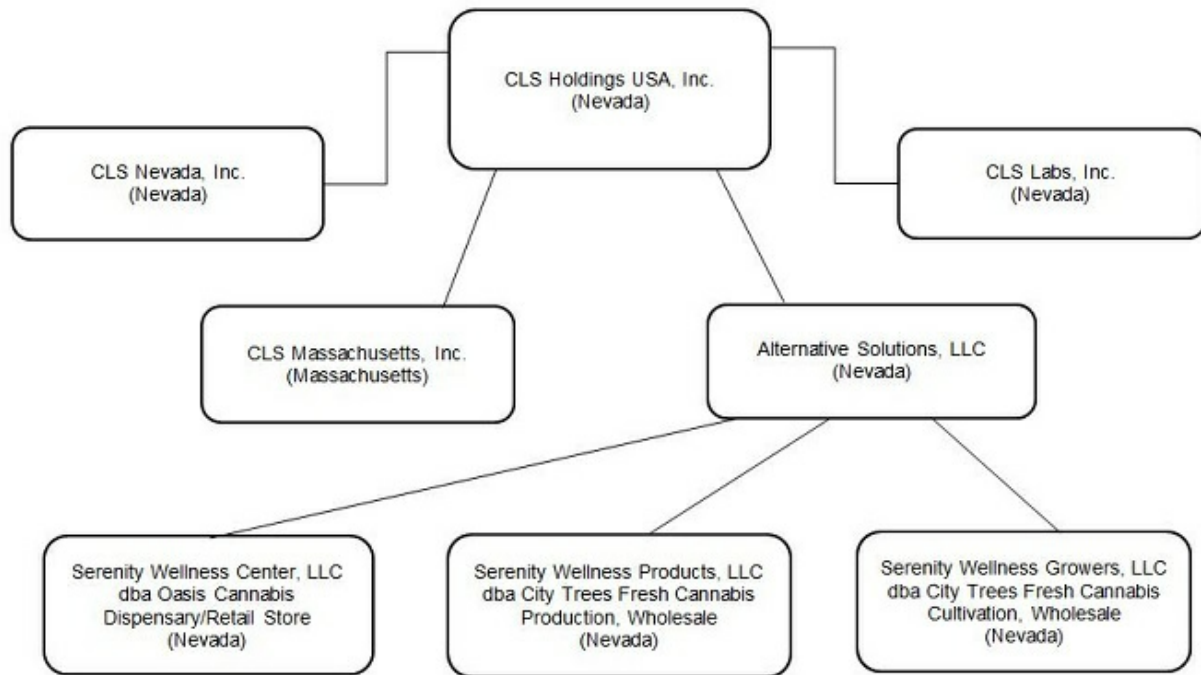 CLS Holdings USA, Inc.
(Nevada)
CLS Nevada, Inc.
(Nevada)
CLS Labs, Inc.
(Nevada)
CLS Massachusetts, Inc.
(Massachusetts)
Alternative Solutions, LLC
(Nevada)
Serenity Wellness Center, LLC
dba Oasis Cannabis
Dispensary/Retail Store
(Nevada)
Serenity Wellness Products, LLC
dba City Trees Fresh Cannabis
Production, Wholesale
(Nevada)
Serenity Wellness Growers, LLC
dba City Trees Fresh Cannabis
Cultivation, Wholesale
(Nevada)